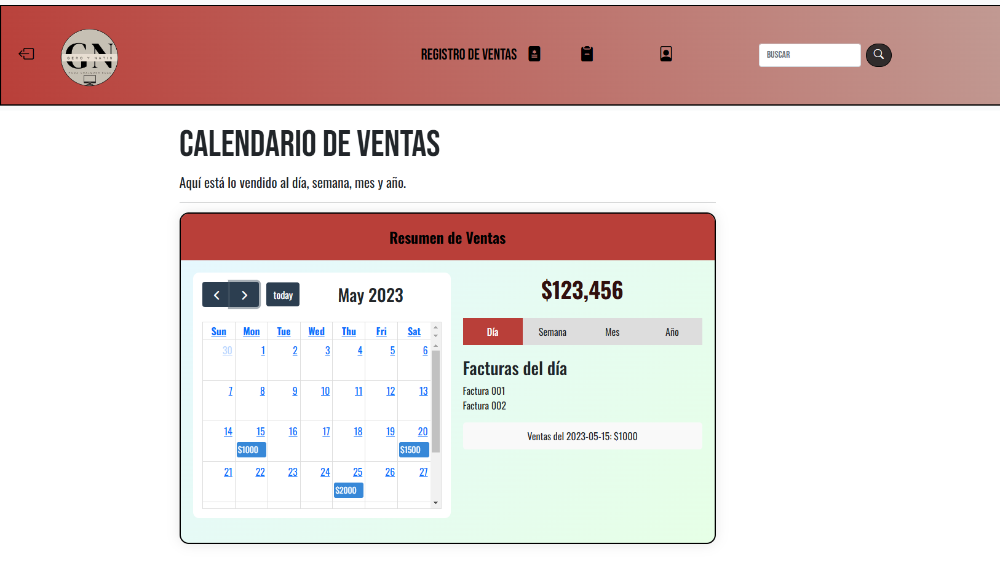 GN
GERO Y NATIS
REGISTRO DE VENTAS
BUSCAR
CALENDARIO DE VENTAS
Aquí está lo vendido al día, semana, mes y año.
Resumen de Ventas
today
May 2023
Sun Mon Tue Wed Thu Fri Sat
30 1 2 3 4 5 6
7 8 9 10 11 12 13
14 15 16 17 18 19 20
$1000 $1500
21 22 23 24 25 26 27
$2000
$123,456
Día Semana Mes Año
Facturas del día
Factura 001
Factura 002
Ventas del 2023-05-15: $1000